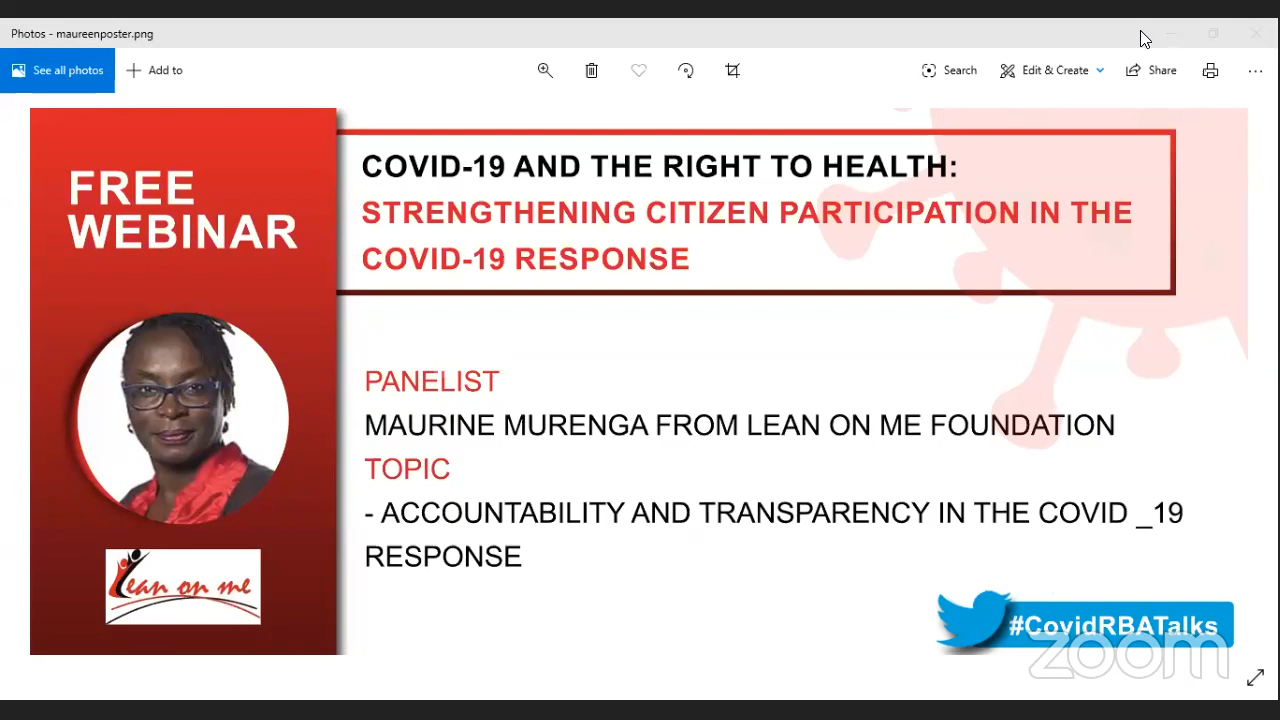 Photos - maureenposter.png
See all photos
Add to
Search
Edit & Create
Share
FREE
WEBINAR
COVID-19 AND THE RIGHT TO HEALTH:
STRENGTHENING CITIZEN PARTICIPATION IN THE
COVID-19 RESPONSE
PANELIST
MAURINE MURENGA FROM LEAN ON ME FOUNDATION
TOPIC
- ACCOUNTABILITY AND TRANSPARENCY IN THE COVID _19
RESPONSE
Lean on me
#CovidRBATalks
zoom